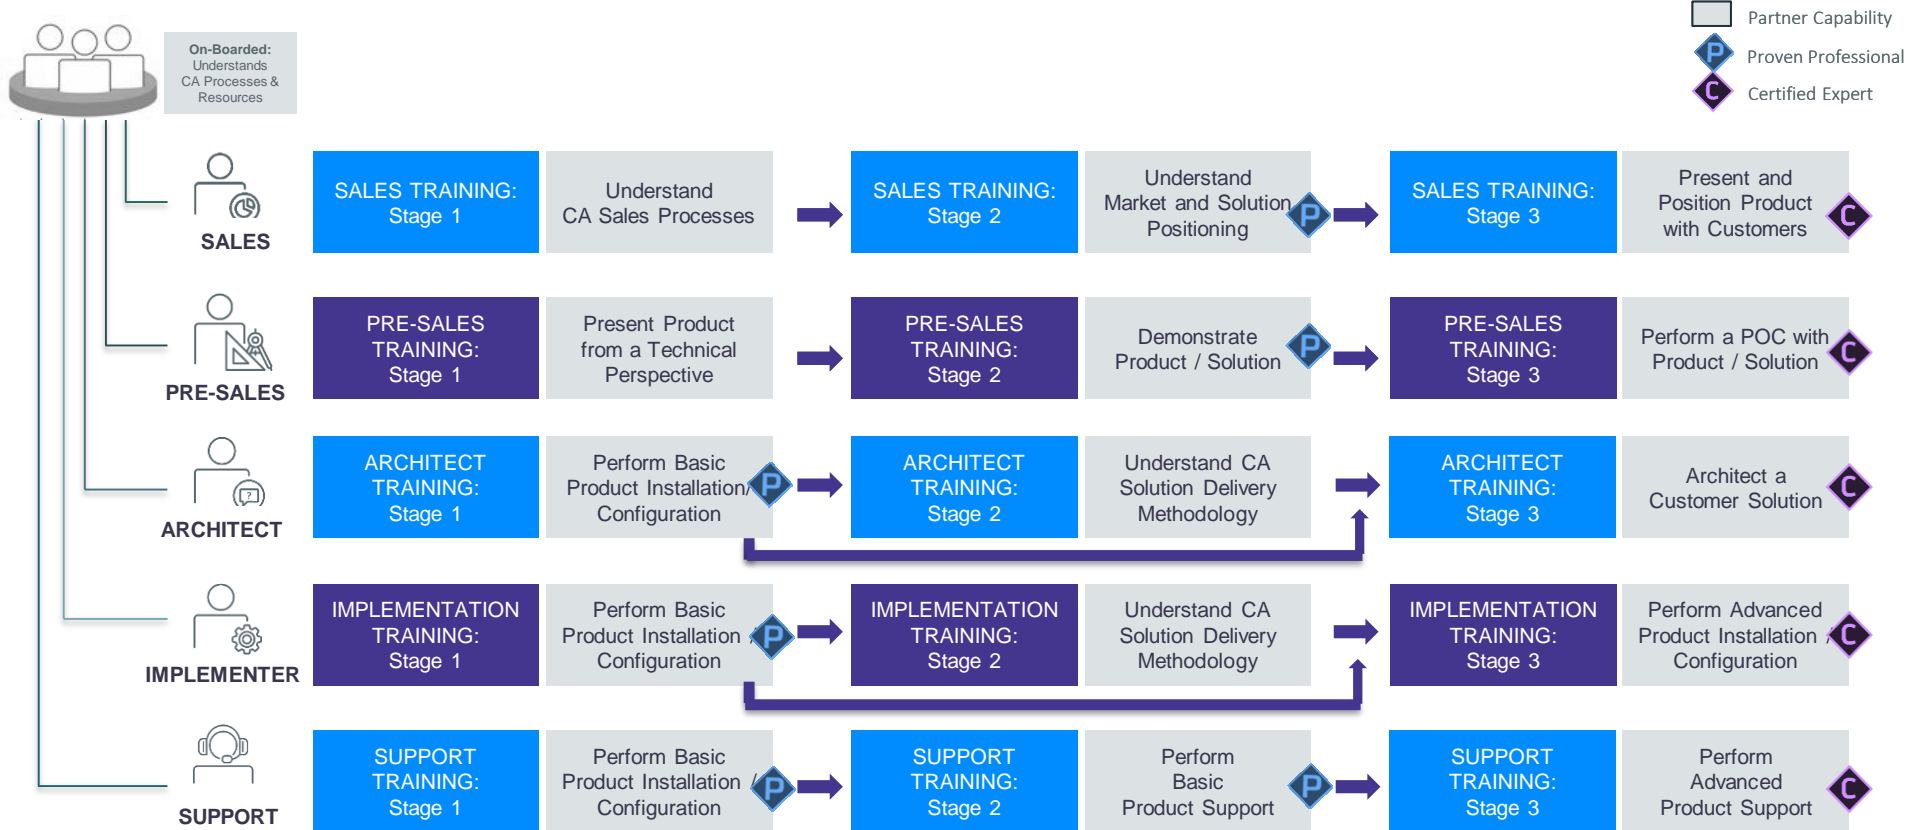 Partner Capability
P
Proven Professional
C
Certified Expert
On-Boarded:
Understands
CA Processes &
Resources
SALES
SALES TRAINING:
Stage 1
Understand
CA Sales Processes
SALES TRAINING:
Stage 2
Understand
Market and Solution
Positioning
P
SALES TRAINING:
Stage 3
Present and
Position Product
with Customers
C
PRE-SALES
PRE-SALES
TRAINING:
Stage 1
Present Product
from a Technical
Perspective
PRE-SALES
TRAINING:
Stage 2
Demonstrate
Product / Solution
P
PRE-SALES
TRAINING:
Stage 3
Perform a POC with
Product / Solution
C
?
ARCHITECT
ARCHITECT
TRAINING:
Stage 1
Perform Basic
Product Installation/
Configuration
P
ARCHITECT
TRAINING:
Stage 2
Understand CA
Solution Delivery
Methodology
ARCHITECT
TRAINING:
Stage 3
Architect a
Customer Solution
C
IMPLEMENTER
IMPLEMENTATION
TRAINING:
Stage 1
Perform Basic
Product Installation /
Configuration
P
IMPLEMENTATION
TRAINING:
Stage 2
Understand CA
Solution Delivery
Methodology
IMPLEMENTATION
TRAINING:
Stage 3
Perform Advanced
Product Installation /
Configuration
C
SUPPORT
SUPPORT
TRAINING:
Stage 1
Perform Basic
Product Installation /
Configuration
P
SUPPORT
TRAINING:
Stage 2
Perform
Basic
Product Support
P
SUPPORT
TRAINING:
Stage 3
Perform
Advanced
Product Support
C